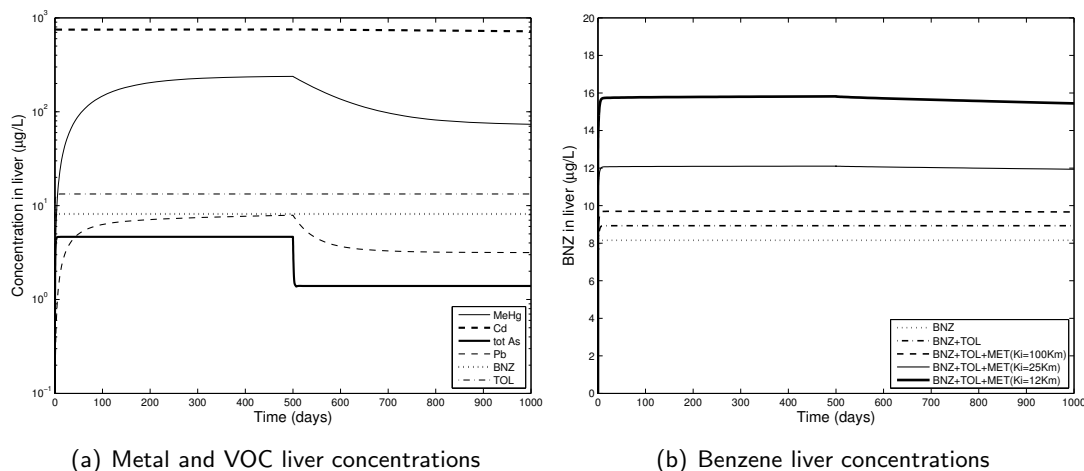 10^3
10^2
10^1
10^0
10^-1
Concentration in liver (μg/L)
0 100 200 300 400 500 600 700 800 900 1000
Time (days)
MeHg
Cd
tot As
Pb
BNZ
TOL
(a) Metal and VOC liver concentrations
20
18
16
14
12
10
8
6
4
2
0
BNZ in liver (μg/L)
0 100 200 300 400 500 600 700 800 900 1000
Time (days)
BNZ
BNZ+TOL
BNZ+TOL+MET(Ki=100Km)
BNZ+TOL+MET(Ki=25Km)
BNZ+TOL+MET(Ki=12Km)
(b) Benzene liver concentrations